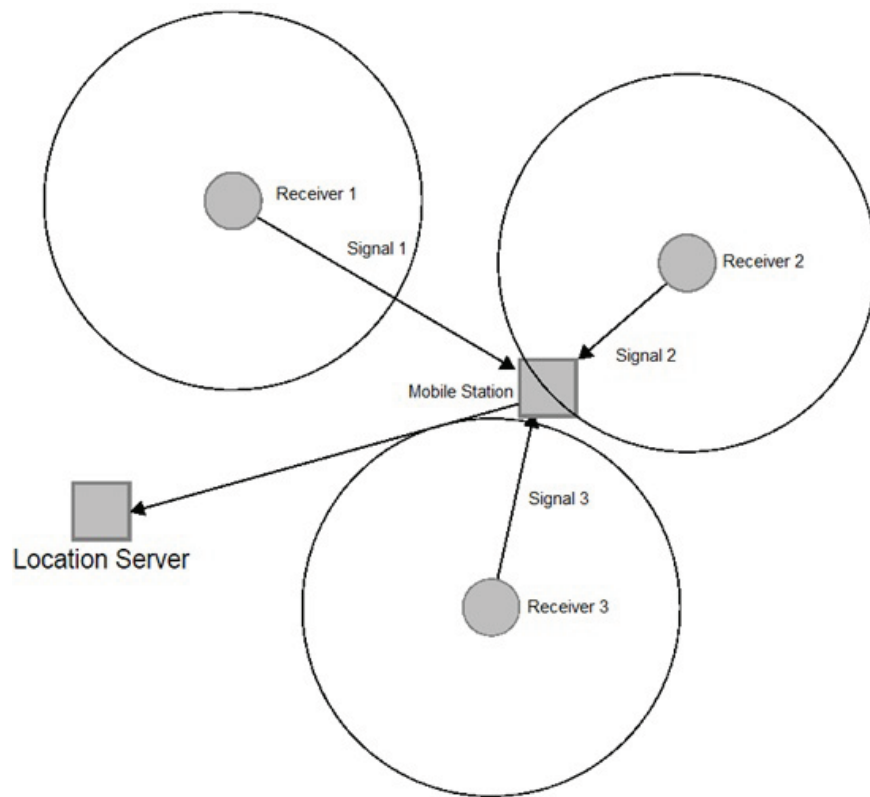 Receiver 1
Signal 1
Receiver 2
Signal 2
Mobile Station
Signal 3
Location Server
Receiver 3